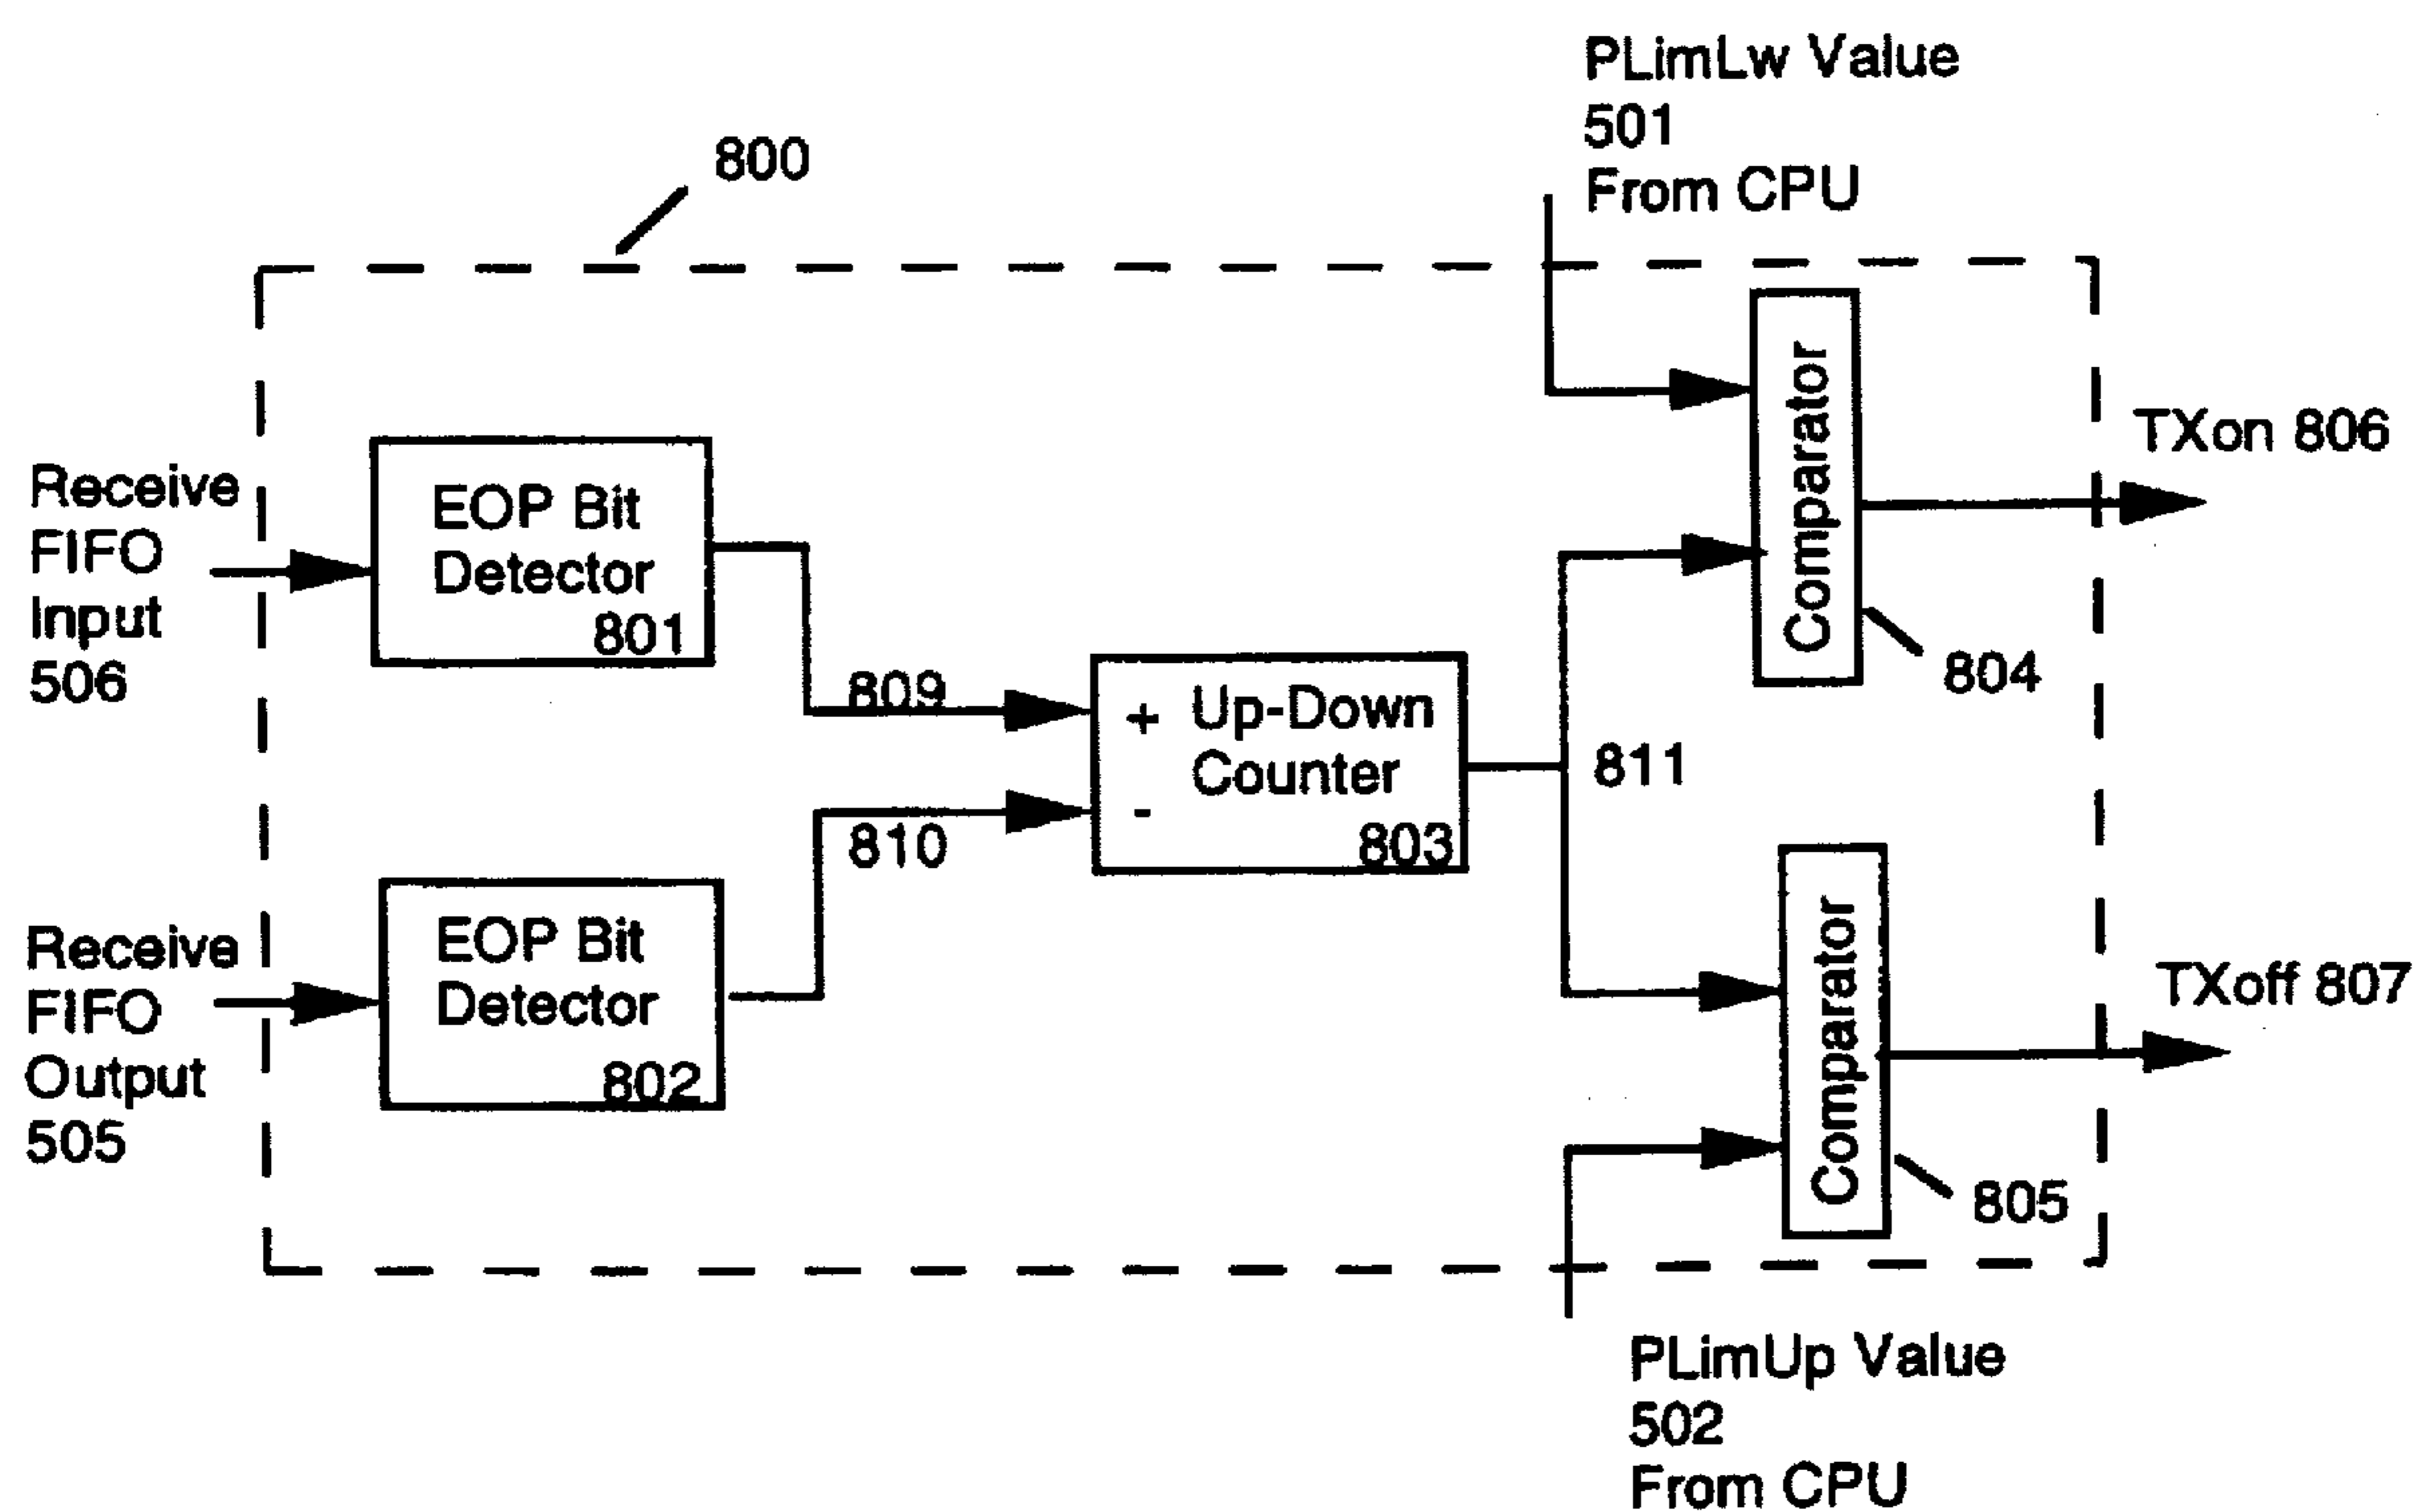 PLimLw Value
501
From CPU
800
Receive
FIFO
Input
506
EOP Bit
Detector
801
809
+ Up-Down
Counter
-
803
810
811
Comparator
804
TXon 806
Receive
FIFO
Output
505
EOP Bit
Detector
802
Comparator
805
TXoff 807
PLimUp Value
502
From CPU